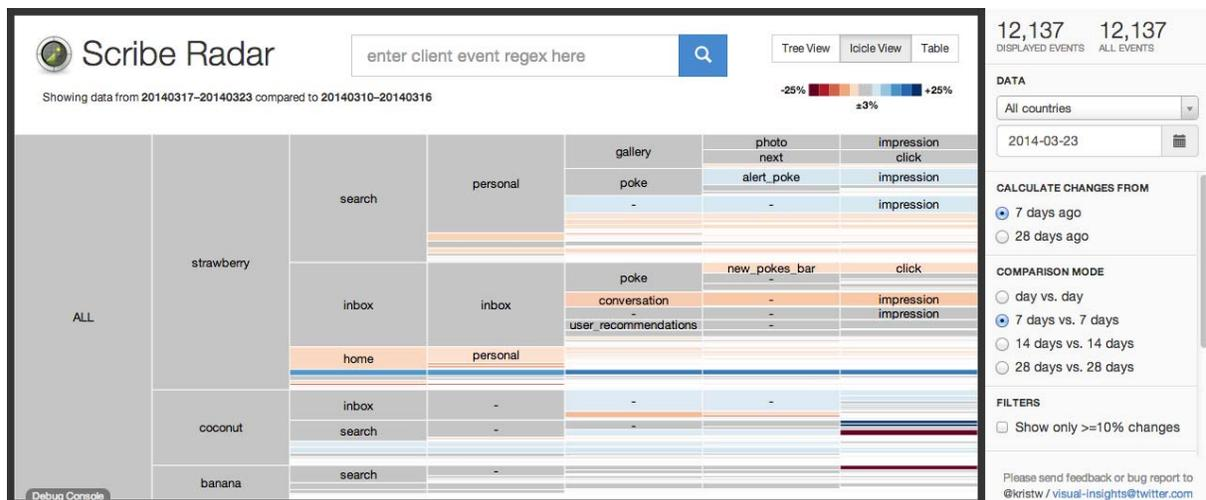 Scribe Radar
enter client event regex here
Tree View
Icicle View
Table
Showing data from 20140317–20140323 compared to 20140310–20140316
-25%
+25%
±3%
ALL
strawberry
search
personal
gallery
photo
impression
next
click
poke
alert_poke
impression
-
-
impression
inbox
inbox
poke
new_pokes_bar
click
-
conversation
-
impression
-
-
impression
user_recommendations
-
home
personal
coconut
inbox
-
-
-
search
-
-
banana
search
-
Debug Console
12,137
DISPLAYED EVENTS
12,137
ALL EVENTS
DATA
All countries
2014-03-23
CALCULATE CHANGES FROM
7 days ago
28 days ago
COMPARISON MODE
day vs. day
7 days vs. 7 days
14 days vs. 14 days
28 days vs. 28 days
FILTERS
Show only >=10% changes
Please send feedback or bug report to
@kristw / visual-insights@twitter.com